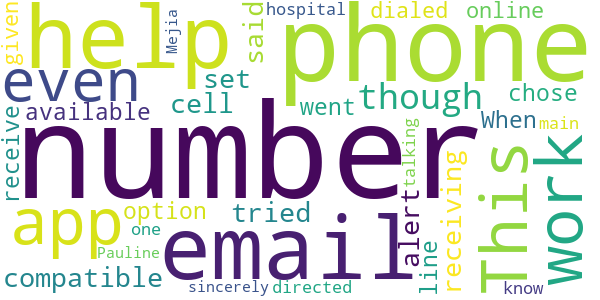 given
help
Mejia
said
hospital
dialed
online
phone
even
set
cell
though
chose
available
receive
went
When
main
number
talking
This
work
app
option
tried
alert
receiving
one
Pauline
email
line
compatible
sincerely
directed
know